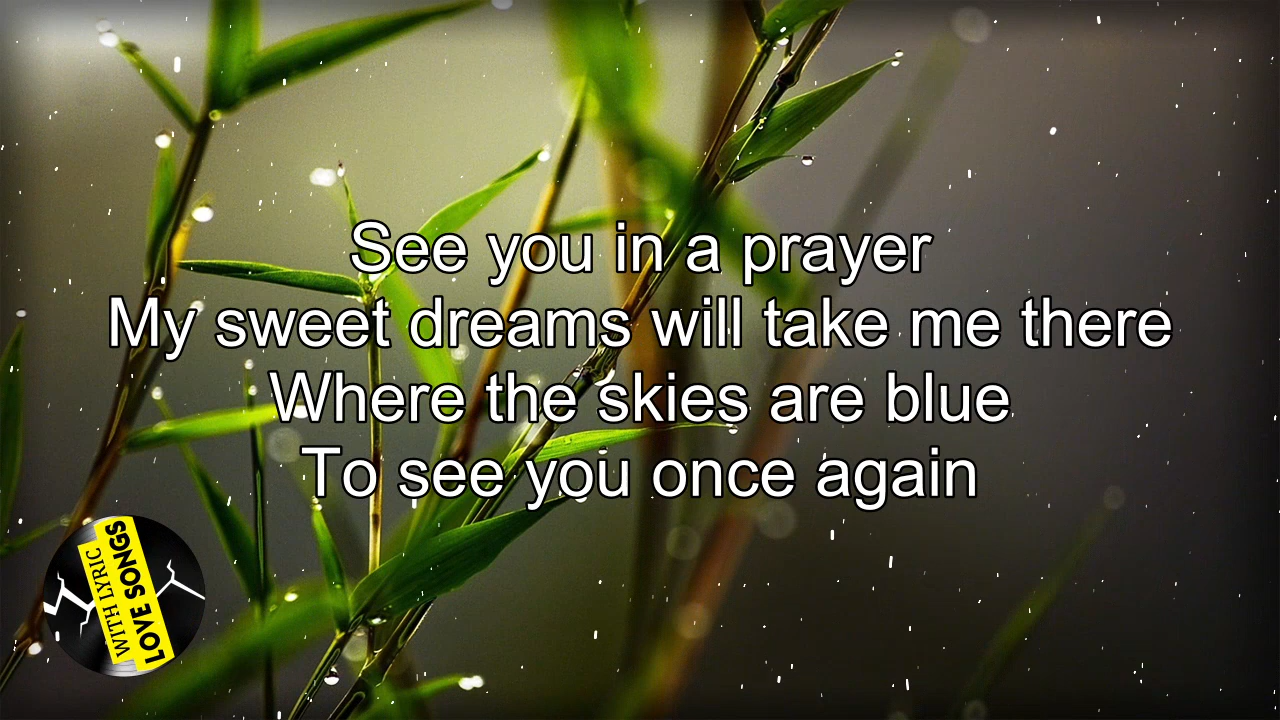 See you in a prayer
My sweet dreams will take me there
Where the skies are blue
To see you once again
WITH LYRIC
LOVE SONGS